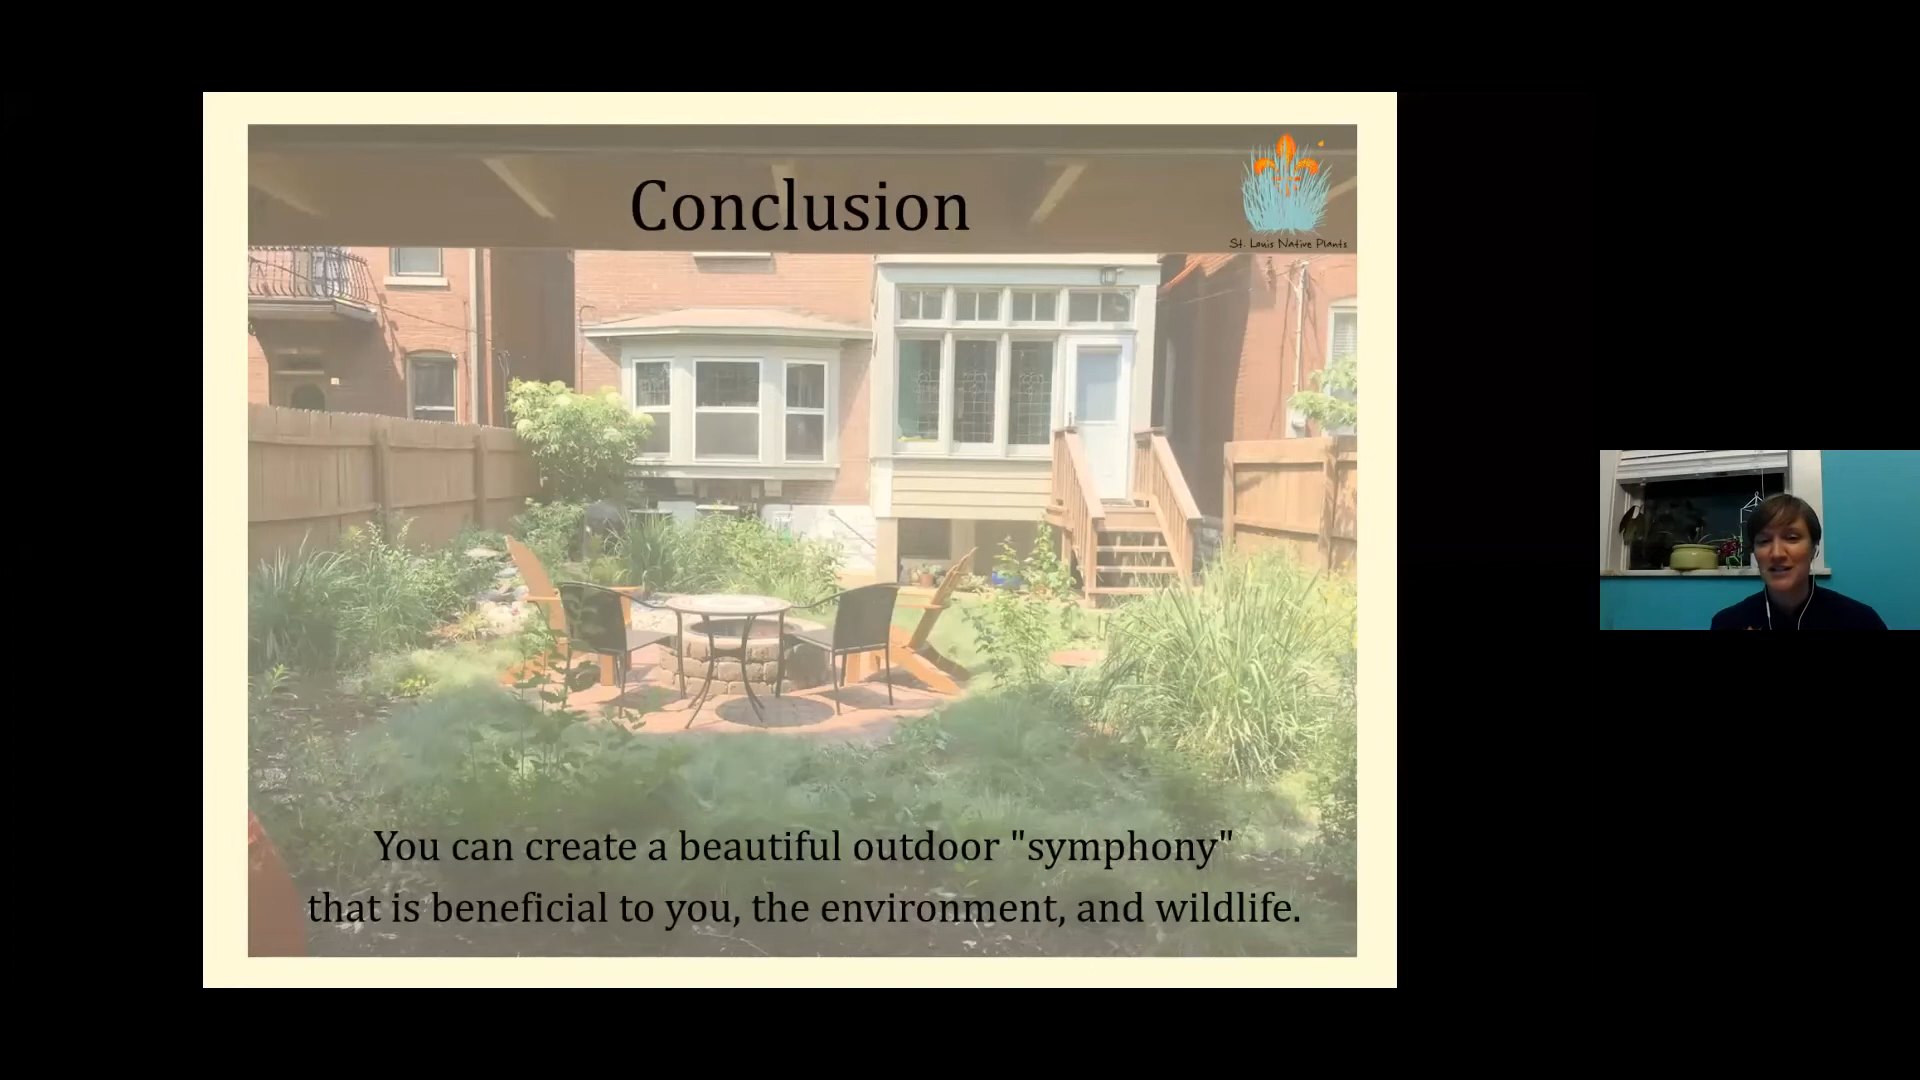 Conclusion
St. Louis Native Plants
You can create a beautiful outdoor "symphony"
that is beneficial to you, the environment, and wildlife.